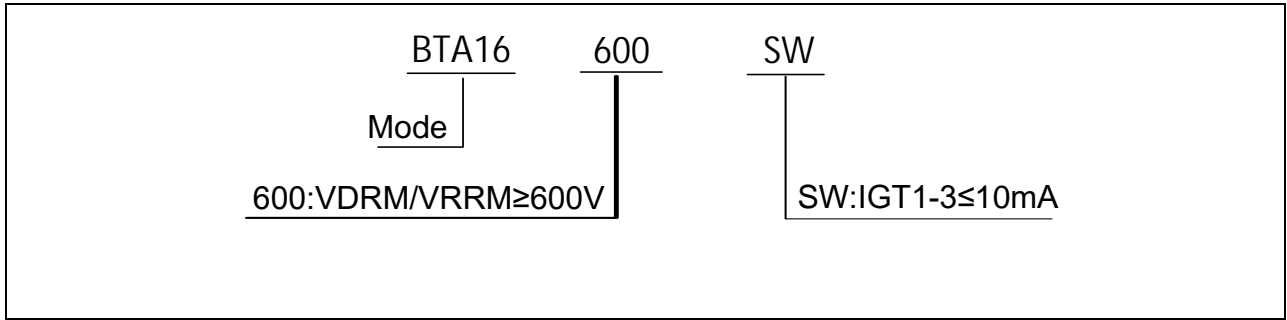 BTA16 600 SW
Mode
600:VDRM/VRRM≥600V SW:IGT1-3≤10mA